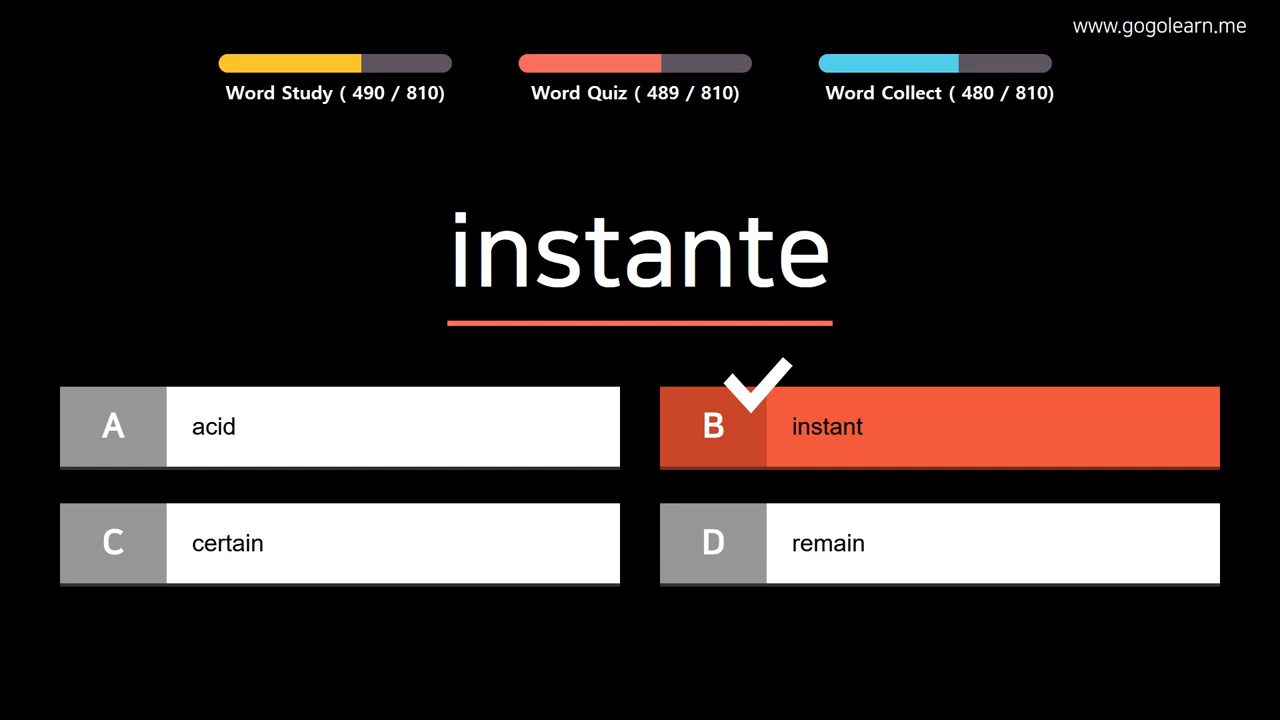 www.gogolearn.me
Word Study ( 490 / 810)
Word Quiz ( 489 / 810)
Word Collect ( 480 / 810)
instante
A acid
B instant
C certain
D remain